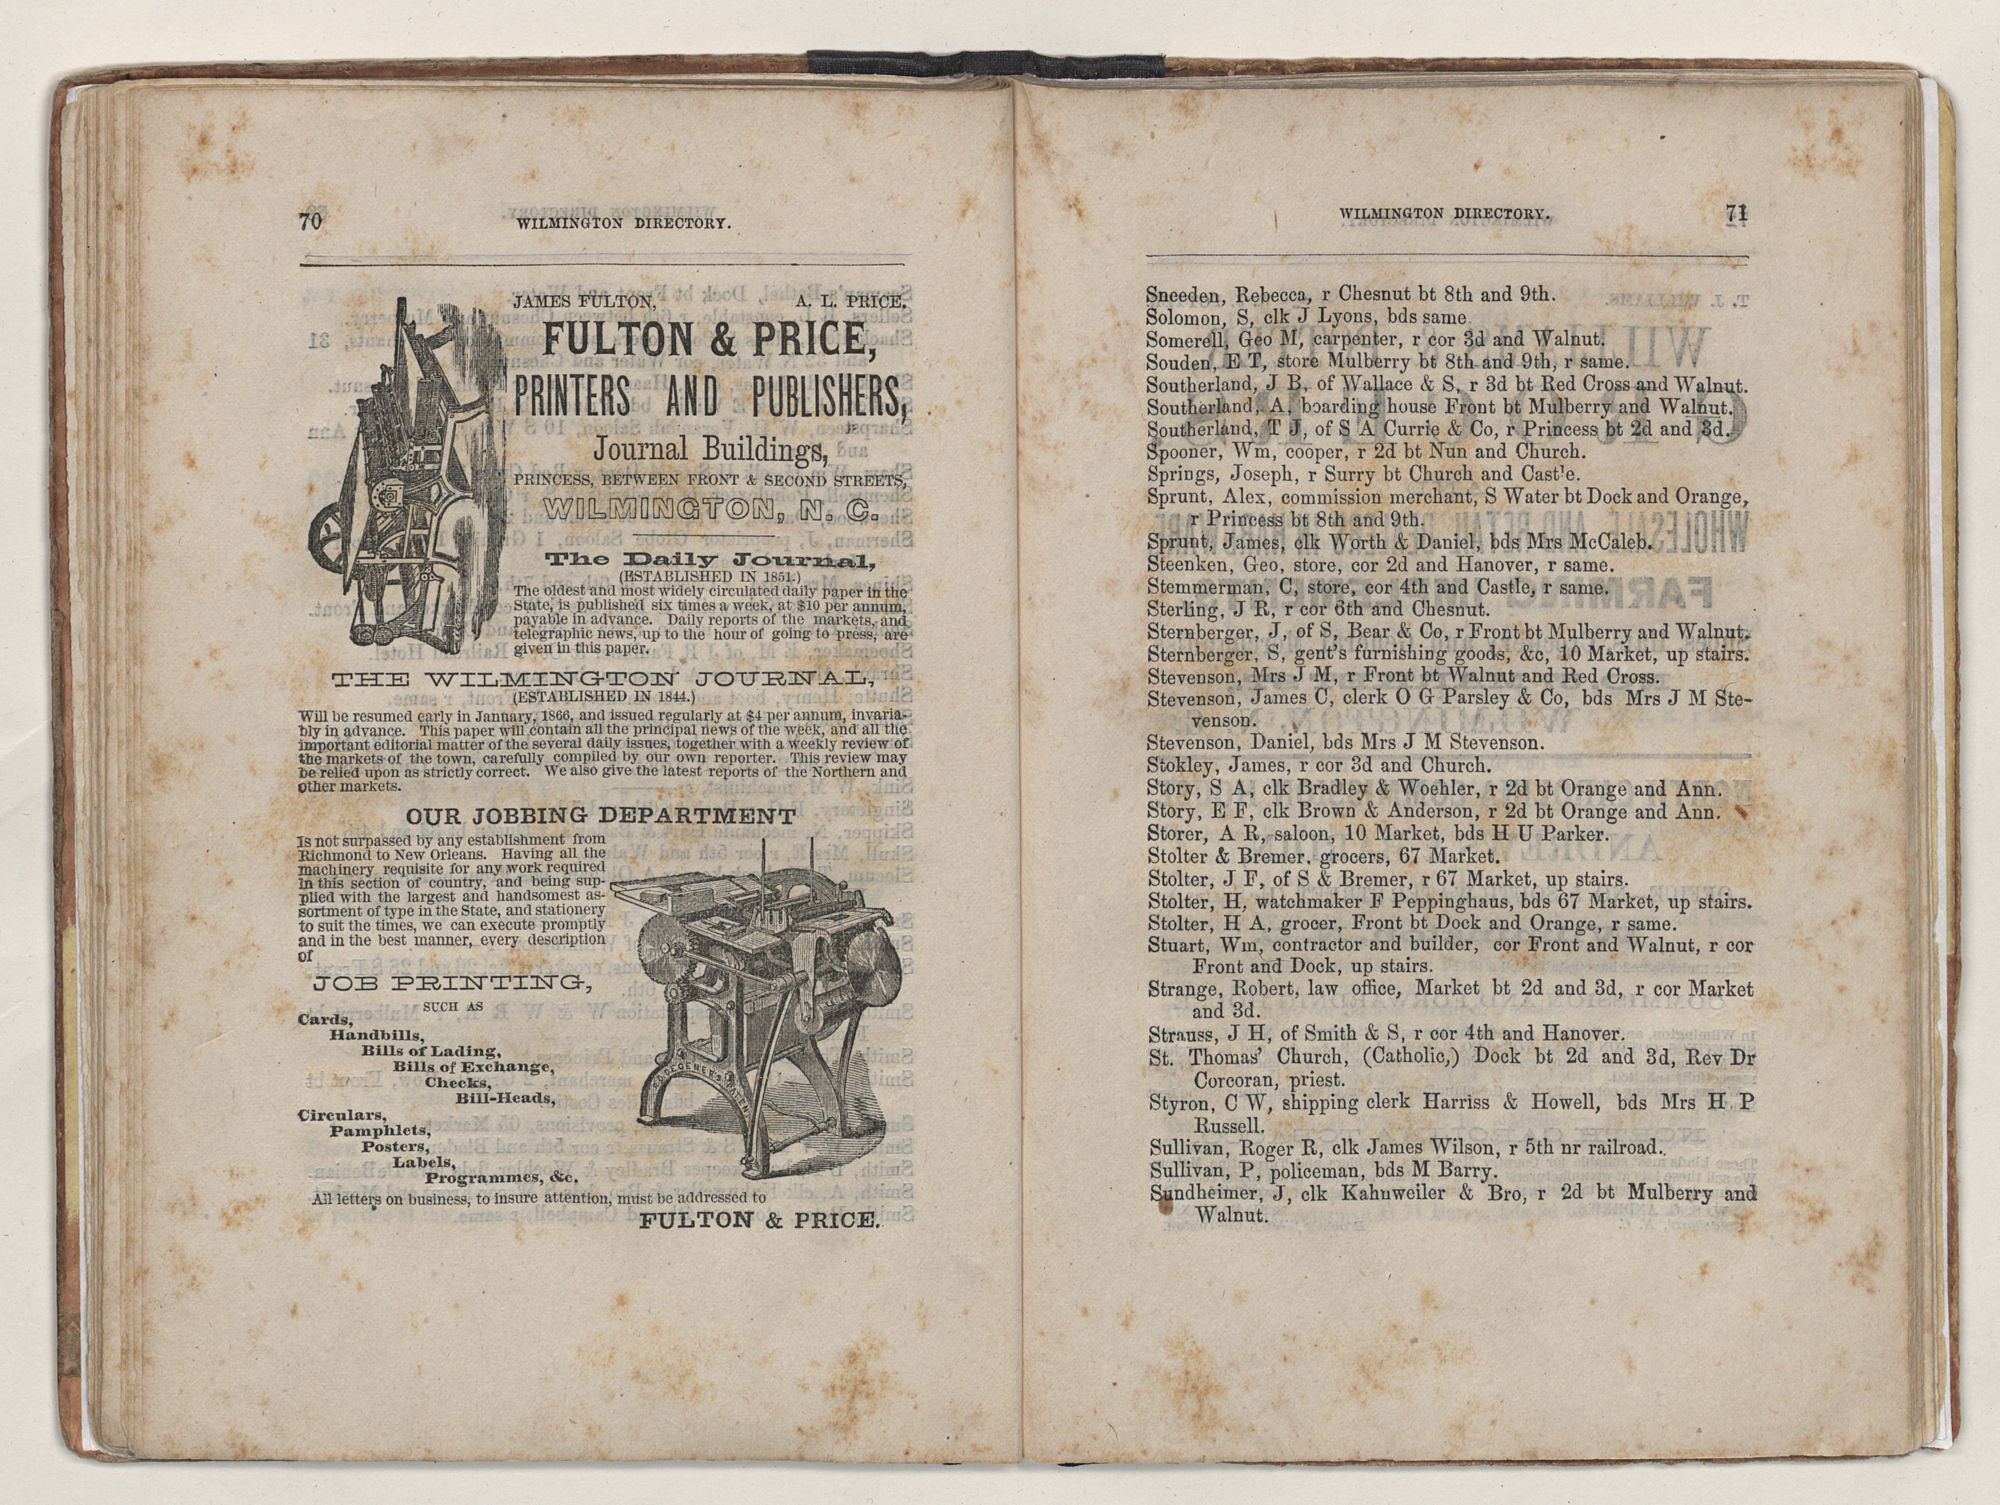 70
WILMINGTON DIRECTORY.
JAMES FULTON, A. L. PRICE.
FULTON & PRICE,
PRINTERS AND PUBLISHERS,
Journal Buildings,
PRINCESS, BETWEEN FRONT & SECOND STREETS,
WILMINGTON, N. C.
The Daily Journal,
(ESTABLISHED IN 1851.)
The oldest and most widely circulated daily paper in the
State, is published six times a week, at $10 per annum,
payable in advance. Daily reports of the markets, and
telegraphic news, up to the hour of going to press, are
given in this paper.
THE WILMINGTON JOURNAL,
(ESTABLISHED IN 1844.)
Will be resumed early in January, 1866, and issued regularly at $4 per annum, invaria-
bly in advance. This paper will contain all the principal news of the week, and all the
important editorial matter of the several daily issues, together with a weekly review of
the markets of the town, carefully compiled by our own reporter. This review may
be relied upon as strictly correct. We also give the latest reports of the Northern and
other markets.
OUR JOBBING DEPARTMENT
Is not surpassed by any establishment from
Richmond to New Orleans. Having all the
machinery requisite for any work required
in this section of country, and being sup-
plied with the largest and handsomest as-
sortment of type in the State, and stationery
to suit the times, we can execute promptly
and in the best manner, every description
of
JOB PRINTING,
SUCH AS
Cards,
Handbills,
Bills of Lading,
Bills of Exchange,
Checks,
Bill-Heads,
Circulars,
Pamphlets,
Posters,
Labels,
Programmes, &c.
All letters on business, to insure attention, must be addressed to
FULTON & PRICE.
WILMINGTON DIRECTORY.
71
Sneeden, Rebecca, r Chesnut bt 8th and 9th.
Solomon, S, clk J Lyons, bds same.
Somerell, Geo M, carpenter, r cor 3d and Walnut.
Souden, E T, store Mulberry bt 8th and 9th, r same.
Southerland, J B, of Wallace & S, r 3d bt Red Cross and Walnut.
Southerland, A, boarding house Front bt Mulberry and Walnut.
Southerland, T J, of S A Currie & Co, r Princess bt 2d and 3d.
Spooner, Wm, cooper, r 2d bt Nun and Church.
Springs, Joseph, r Surry bt Church and Castle.
Sprunt, Alex, commission merchant, S Water bt Dock and Orange,
r Princess bt 8th and 9th.
Sprunt, James, clk Worth & Daniel, bds Mrs McCaleb.
Steenken, Geo, store, cor 2d and Hanover, r same.
Stemmerman, C, store, cor 4th and Castle, r same.
Sterling, J R, r cor 6th and Chesnut.
Sternberger, J, of S, Bear & Co, r Front bt Mulberry and Walnut.
Sternberger, S, gent's furnishing goods, &c, 10 Market, up stairs.
Stevenson, Mrs J M, r Front bt Walnut and Red Cross.
Stevenson, James C, clerk O G Parsley & Co, bds Mrs J M Ste-
venson.
Stevenson, Daniel, bds Mrs J M Stevenson.
Stokley, James, r cor 3d and Church.
Story, S A, clk Bradley & Woehler, r 2d bt Orange and Ann.
Story, E F, clk Brown & Anderson, r 2d bt Orange and Ann.
Storer, A R, saloon, 10 Market, bds H U Parker.
Stolter & Bremer, grocers, 67 Market.
Stolter, J F, of S & Bremer, r 67 Market, up stairs.
Stolter, H, watchmaker F Peppinghaus, bds 67 Market, up stairs.
Stolter, H A, grocer, Front bt Dock and Orange, r same.
Stuart, Wm, contractor and builder, cor Front and Walnut, r cor
Front and Dock, up stairs.
Strange, Robert, law office, Market bt 2d and 3d, r cor Market
and 3d.
Strauss, J H, of Smith & S, r cor 4th and Hanover.
St. Thomas' Church, (Catholic,) Dock bt 2d and 3d, Rev Dr
Corcoran, priest.
Styron, C W, shipping clerk Harriss & Howell, bds Mrs H P
Russell.
Sullivan, Roger R, clk James Wilson, r 5th nr railroad.
Sullivan, P, policeman, bds M Barry.
Sundheimer, J, clk Kahnweiler & Bro, r 2d bt Mulberry and
Walnut.